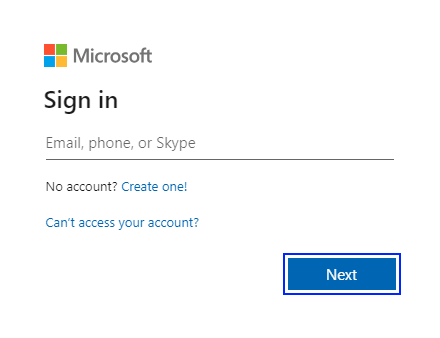 Microsoft
Sign in
Email, phone, or Skype
No account? Create one!
Can't access your account?
Next